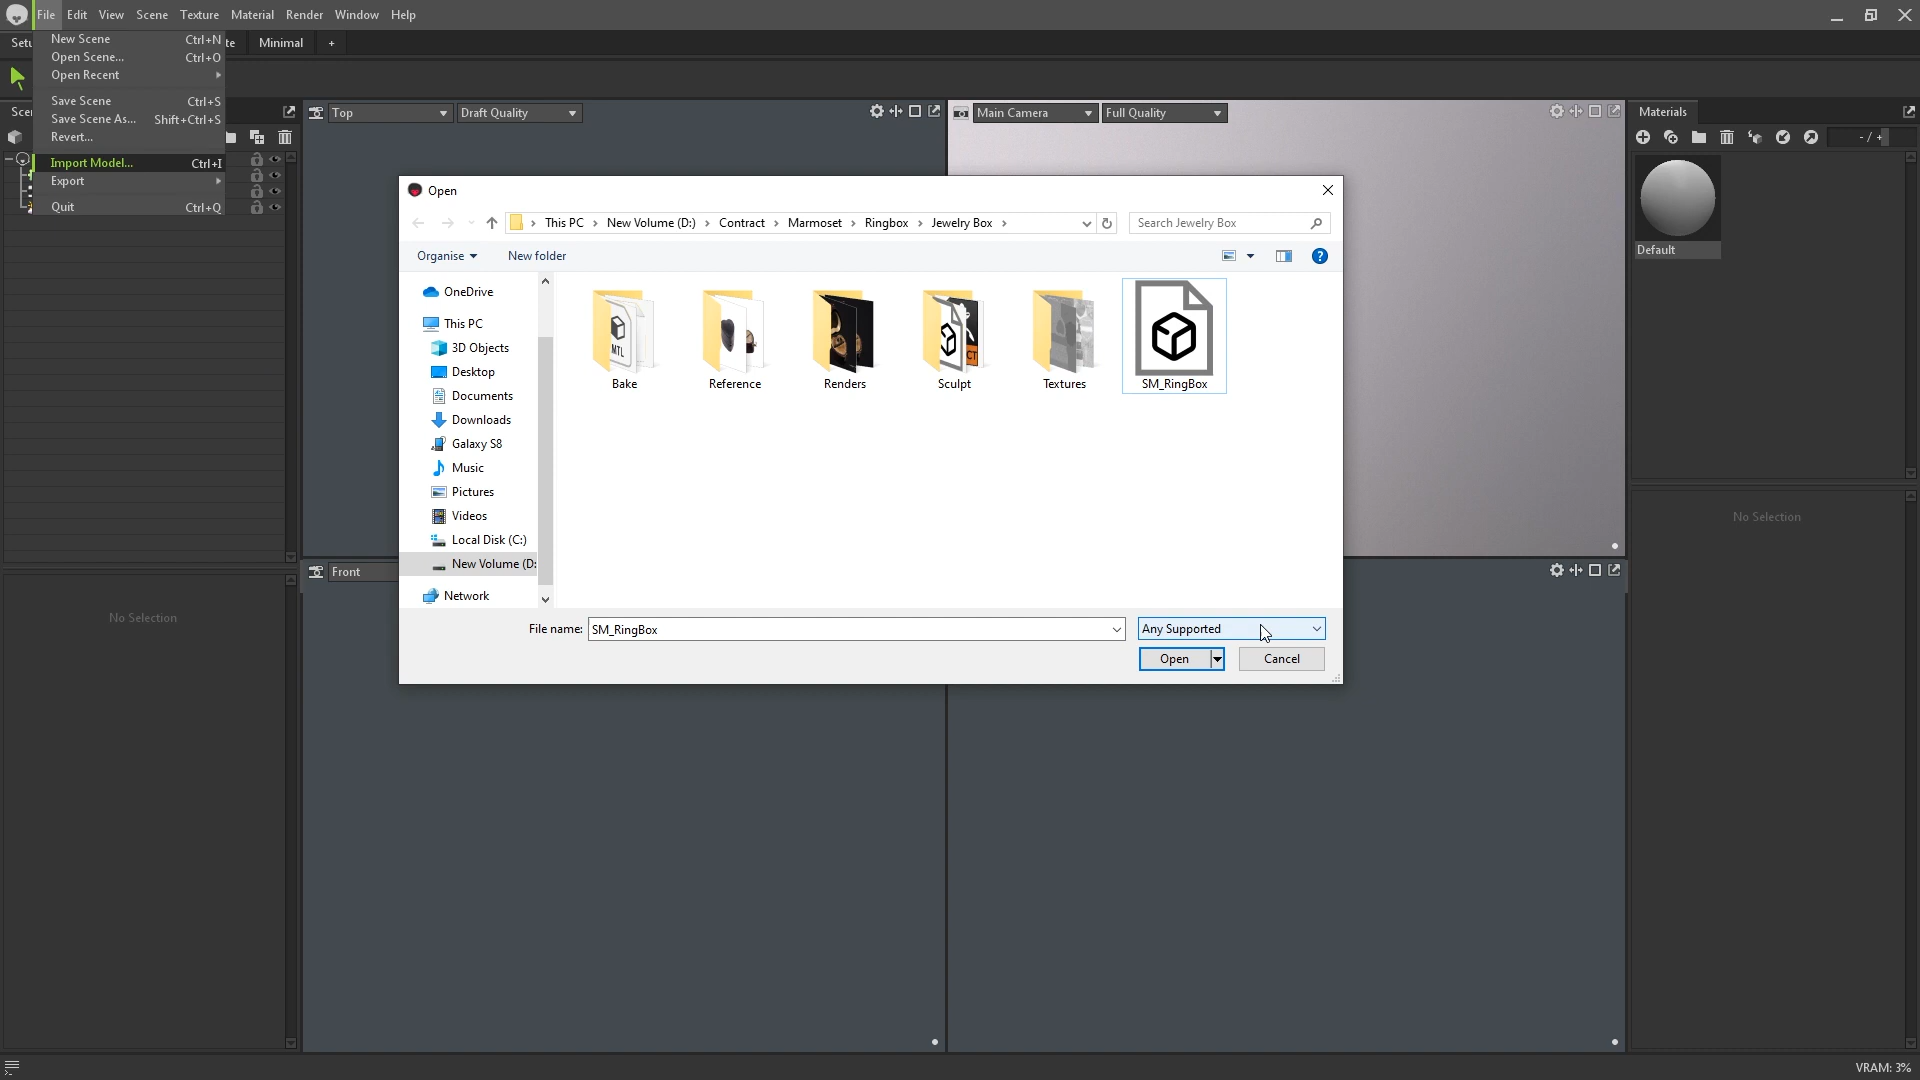 File Edit View Scene Texture Material Render Window Help
Minimal +
New Scene Ctrl+N
Open Scene... Ctrl+O
Open Recent
Save Scene Ctrl+S
Save Scene As... Shift+Ctrl+S
Revert...
Import Model... Ctrl+I
Export
Quit Ctrl+Q
Top Draft Quality
Main Camera Full Quality
Materials
- / +
Default
No Selection
Open
This PC New Volume (D:) Contract Marmoset Ringbox Jewelry Box
Search Jewelry Box
Organise New folder
OneDrive
This PC
3D Objects
Desktop
Documents
Downloads
Galaxy S8
Music
Pictures
Videos
Local Disk (C:)
New Volume (D:
Network
MTL
Bake Reference Renders Sculpt Textures SM_RingBox
File name: SM_RingBox Any Supported
Open Cancel
Front
No Selection
VRAM: 3%